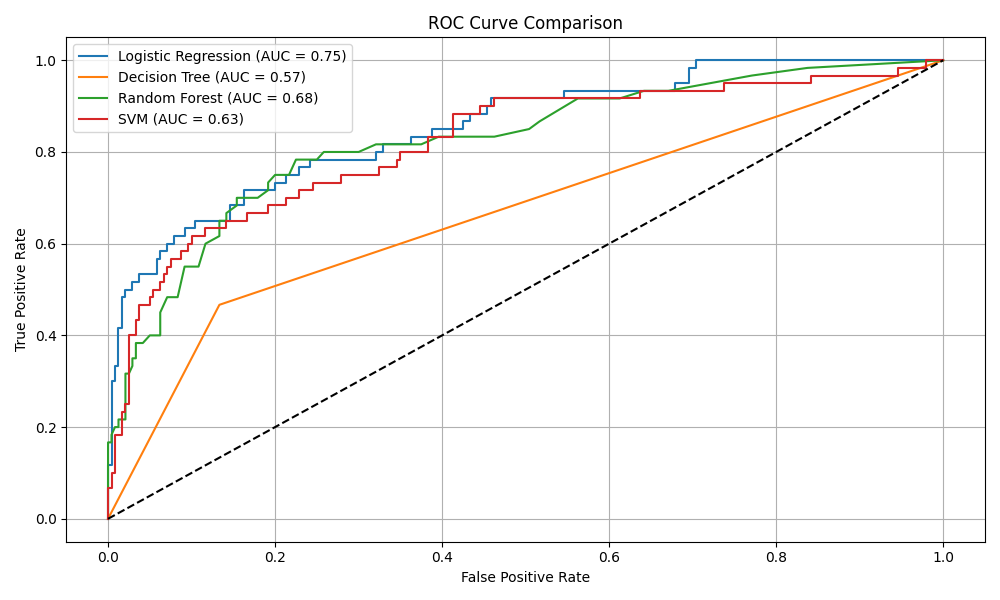 ROC Curve Comparison
Logistic Regression (AUC = 0.75)
Decision Tree (AUC = 0.57)
Random Forest (AUC = 0.68)
SVM (AUC = 0.63)
True Positive Rate
1.0
0.8
0.6
0.4
0.2
0.0
0.0 0.2 0.4 0.6 0.8 1.0
False Positive Rate